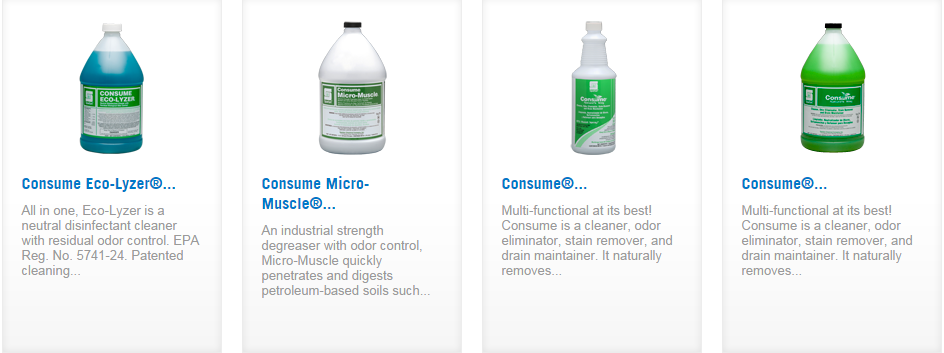 CONSUME
ECO-LYZER
Consume Eco-Lyzer®...
All in one, Eco-Lyzer is a
neutral disinfectant cleaner
with residual odor control. EPA
Reg. No. 5741-24. Patented
cleaning...
Consume
Micro-Muscle
Consume Micro-
Muscle®...
An industrial strength
degreaser with odor control,
Micro-Muscle quickly
penetrates and digests
petroleum-based soils such...
Consume
Consume®...
Multi-functional at its best!
Consume is a cleaner, odor
eliminator, stain remover, and
drain maintainer. It naturally
removes...
Consume
Consume®...
Multi-functional at its best!
Consume is a cleaner, odor
eliminator, stain remover, and
drain maintainer. It naturally
removes...